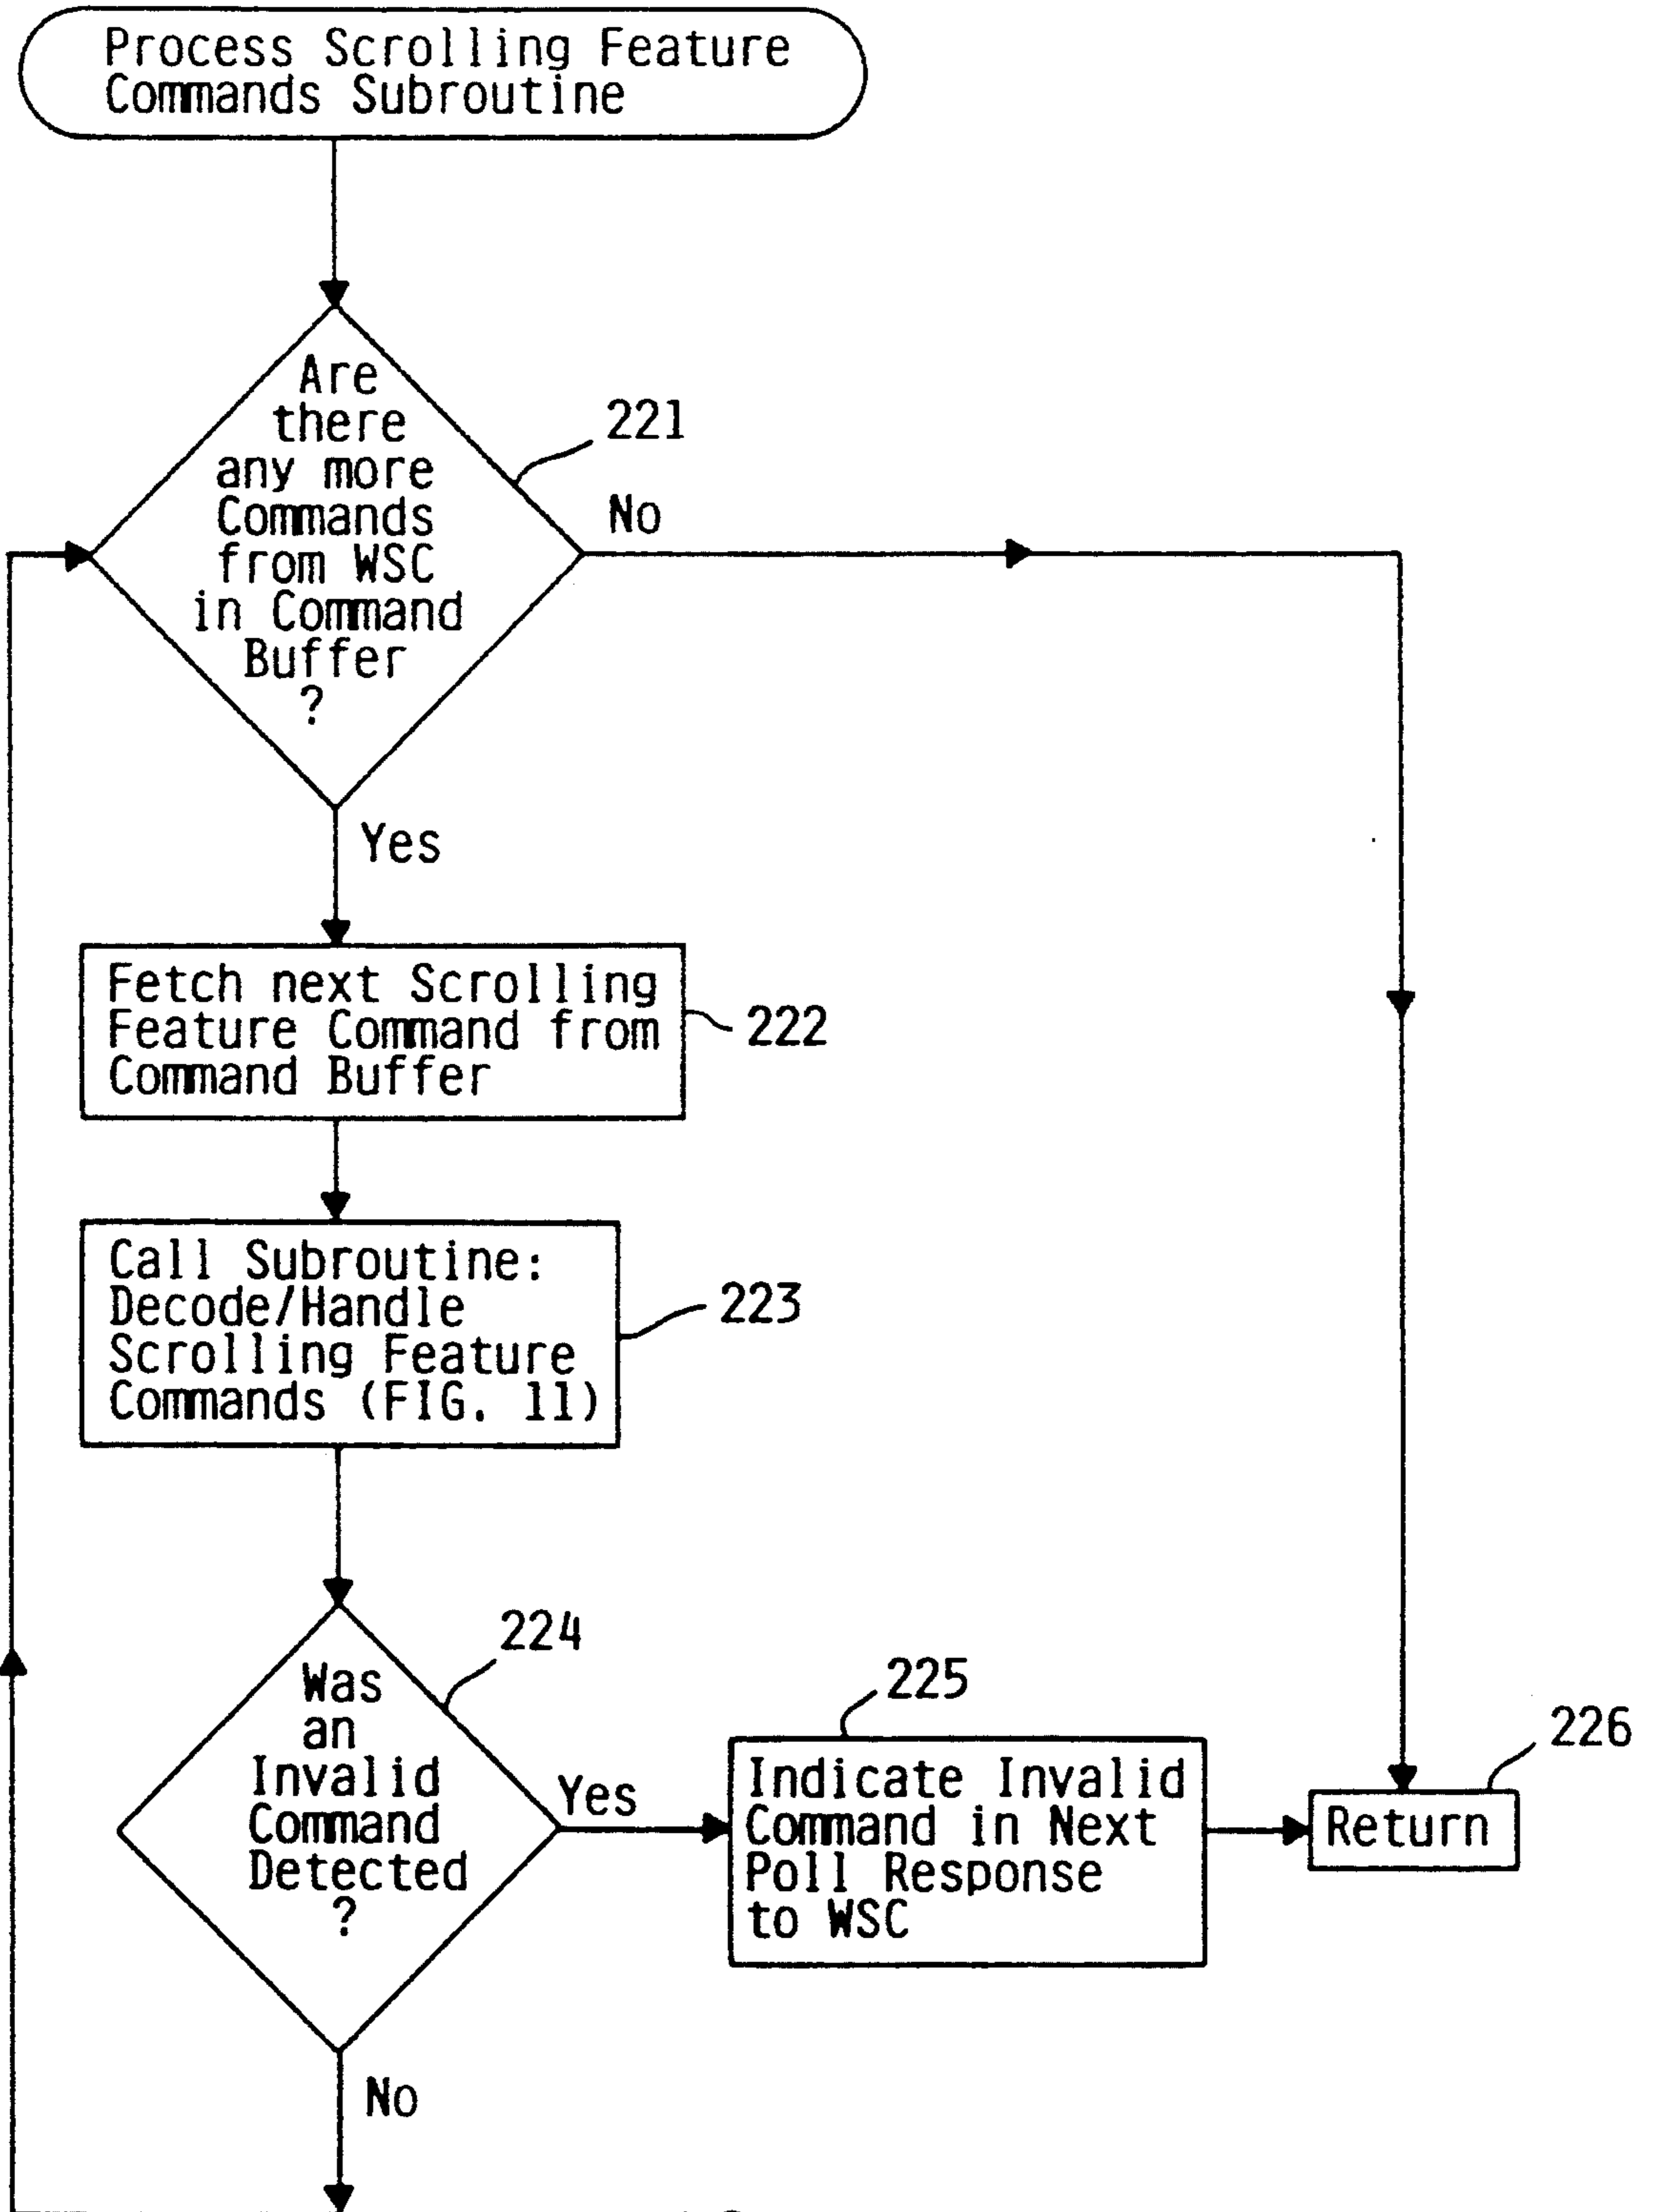 Process Scrolling Feature
Commands Subroutine
Are
there
any more
Commands
from WSC
in Command
Buffer
?
221
No
Yes
Fetch next Scrolling
Feature Command from
Command Buffer
222
Call Subroutine:
Decode/Handle
Scrolling Feature
Commands (FIG. 11)
223
Was
an
Invalid
Command
Detected
?
224
Yes
Indicate Invalid
Command in Next
Poll Response
to WSC
225
Return
226
No